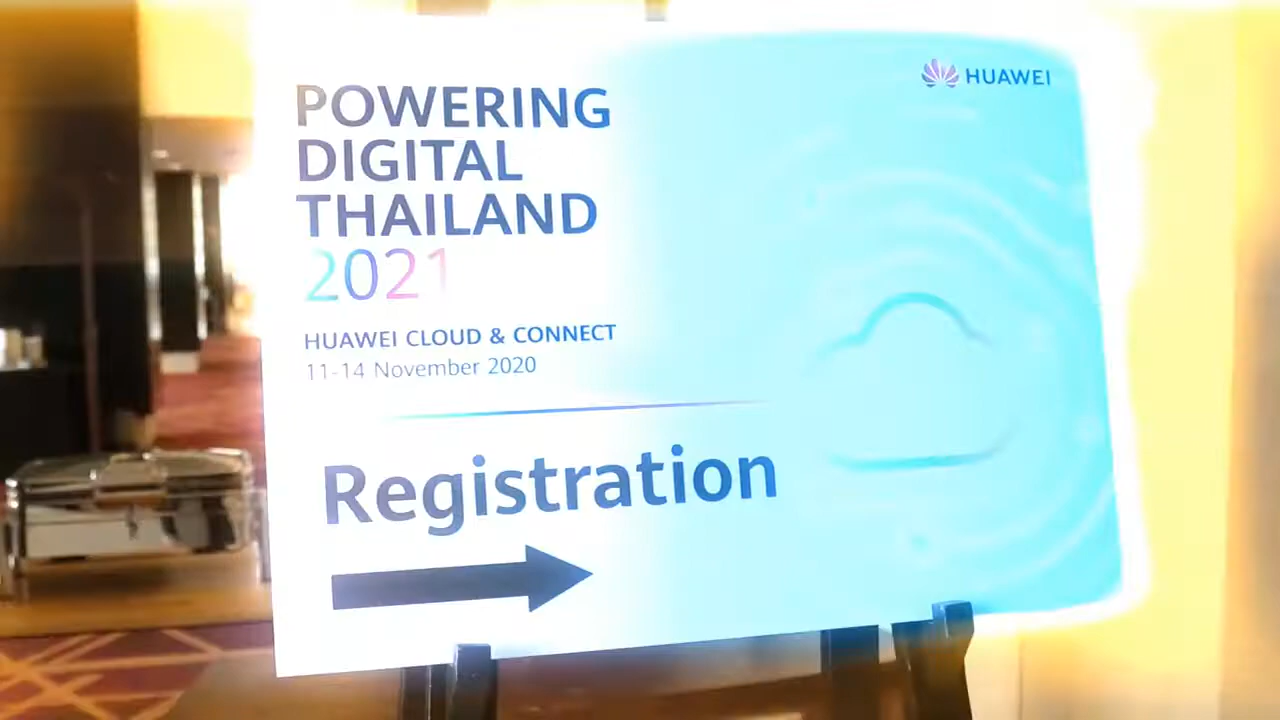 HUAWEI
POWERING
DIGITAL
THAILAND
2021
HUAWEI CLOUD & CONNECT
11-14 November 2020
Registration